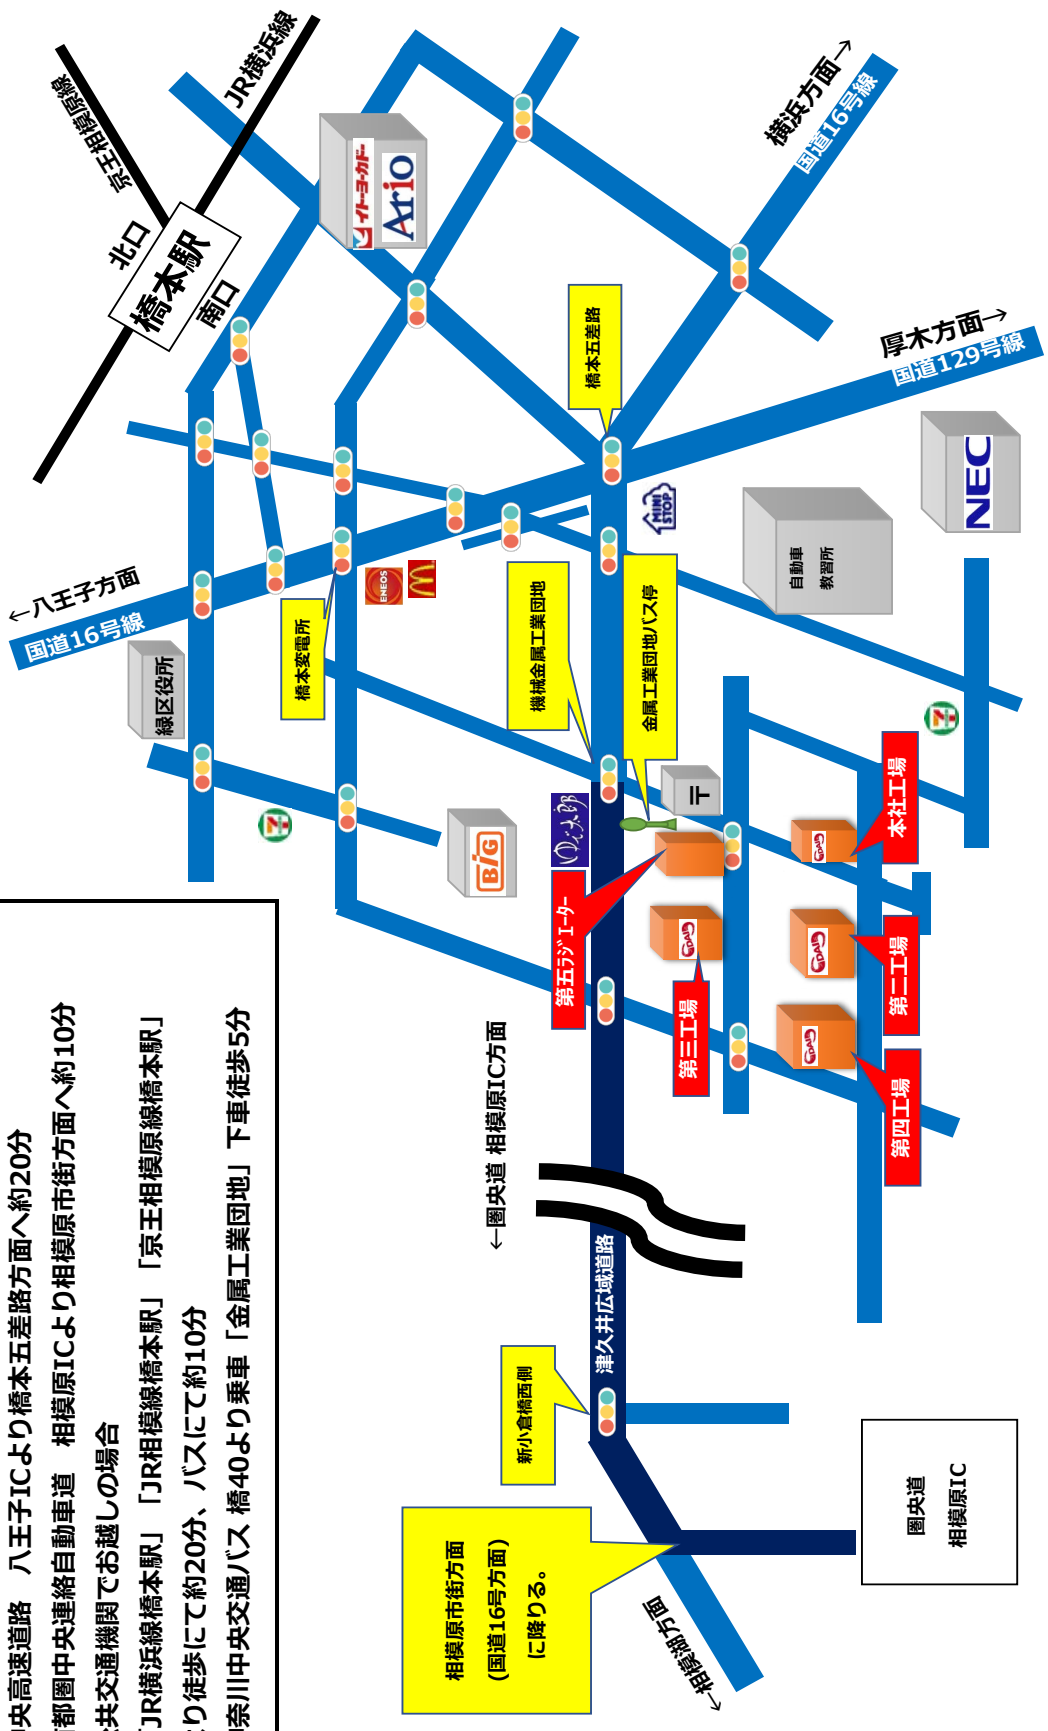 央高速道路 八王子ICより橋本五差路方面へ約20分
都圏中央連絡自動車道 相模原ICより相模原市街方面へ約10分
共交通機関でお越しの場合
JR横浜線橋本駅」「JR相模線橋本駅」「京王相模原線橋本駅」
より徒歩にて約20分、バスにて約10分
奈川中央交通バス 橋40より乗車「金属工業団地」下車徒歩5分
京王相模原線
JR横浜線
北口
橋本駅
南口
イトーヨーカドー
Ario
←八王子方面
国道16号線
緑区役所
橋本変電所
ENEOS
BiG
ゆず太郎
機械金属工業団地
橋本五差路
横浜方面→
国道16号線
厚木方面→
国道129号線
MINI
STOP
金属工業団地バス停
〒
自動車
教習所
NEC
第五ラジエーター
第三工場
DAIG
本社工場
DAIG
第二工場
DAIG
第四工場
DAIG
←圏央道 相模原IC方面
津久井広域道路
新小倉橋西側
相模原市街方面
(国道16号方面)
に降りる。
←相模湖方面
圏央道
相模原IC